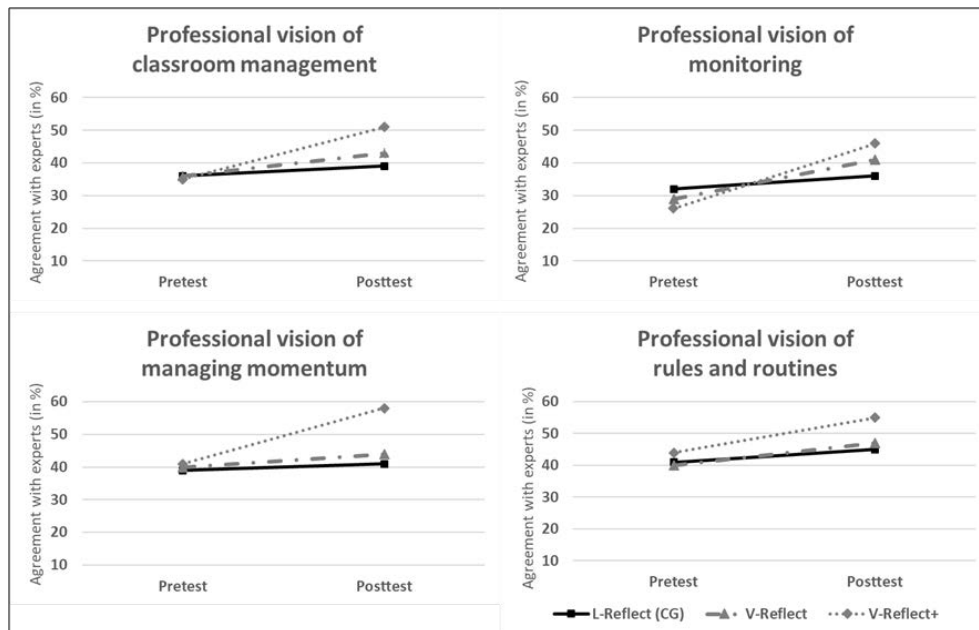 Professional vision of
classroom management
Agreement with experts (in %)
60
50
40
30
20
10
Pretest
Posttest
Professional vision of
monitoring
Agreement with experts (in %)
60
50
40
30
20
10
Pretest
Posttest
Professional vision of
managing momentum
Agreement with experts (in %)
60
50
40
30
20
10
Pretest
Posttest
Professional vision of
rules and routines
Agreement with experts (in %)
60
50
40
30
20
10
Pretest
Posttest
L-Reflect (CG)
V-Reflect
V-Reflect+